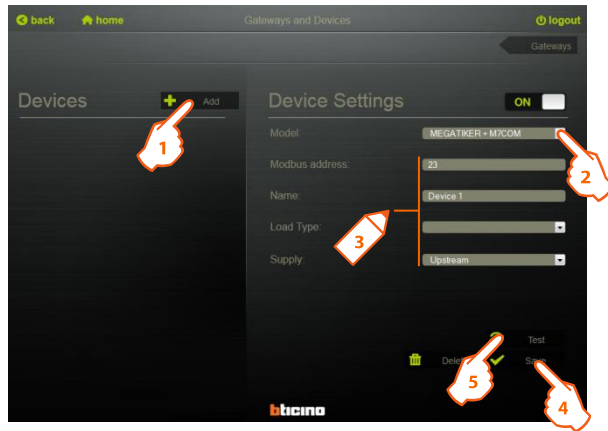 back home Gateways and Devices logout
Gateways
Devices Add
Device Settings ON
Model: MEGATIKER + M7COM
2
1
Modbus address: 23
Name: Device 1
Load Type:
3
Supply: Upstream
Test
Delete Save
5
4
bticino